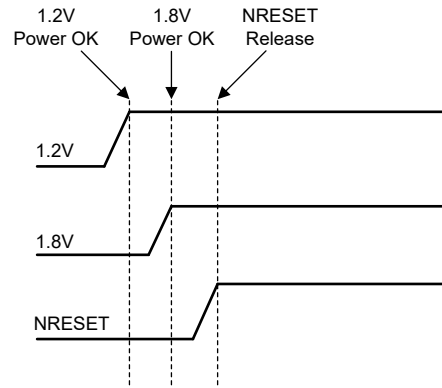 1.2V
Power OK
1.8V
Power OK
NRESET
Release
1.2V
1.8V
NRESET